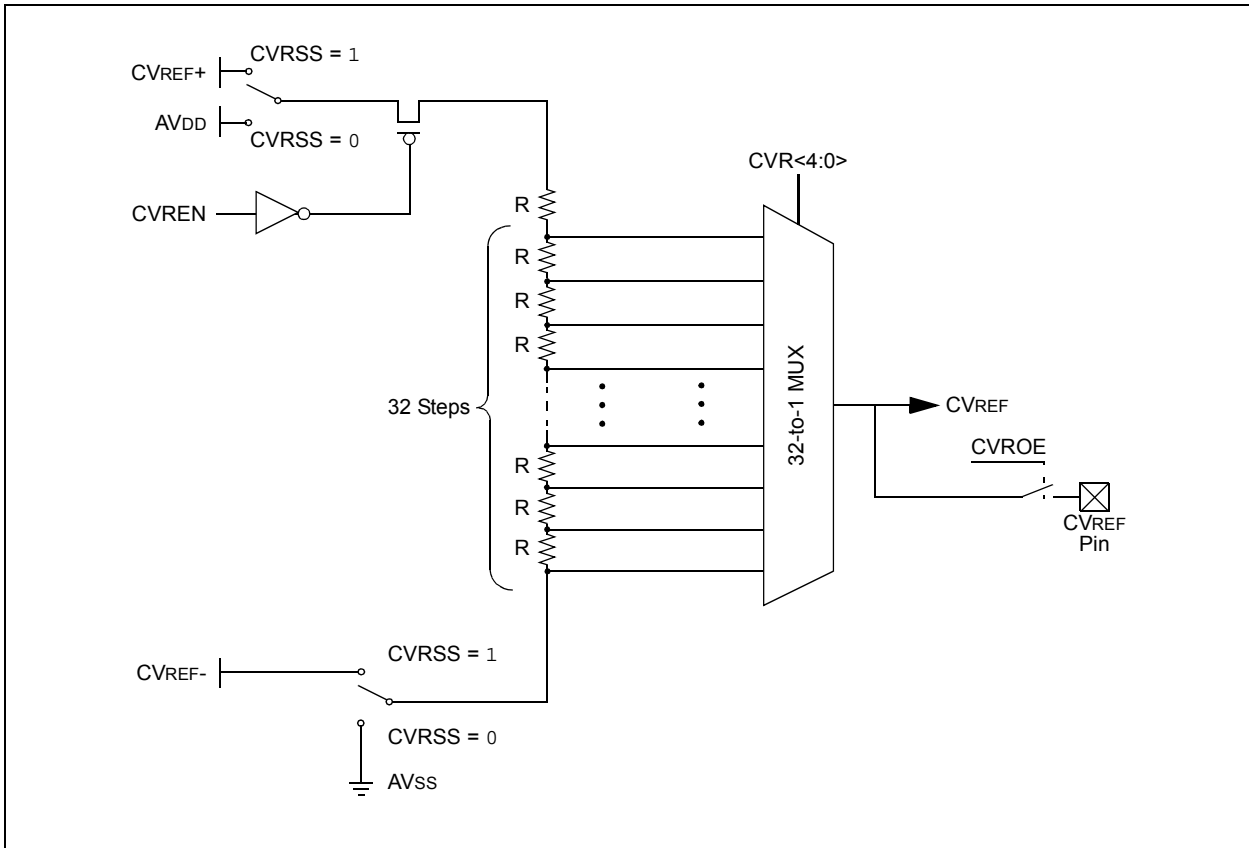 CVRSS = 1
CVREF+
AVDD
CVRSS = 0
CVREN
CVR<4:0>
R
R
R
R
32 Steps
R
R
R
32-to-1 MUX
CVREF
CVROE
CVREF
Pin
CVRSS = 1
CVREF-
CVRSS = 0
AVSS